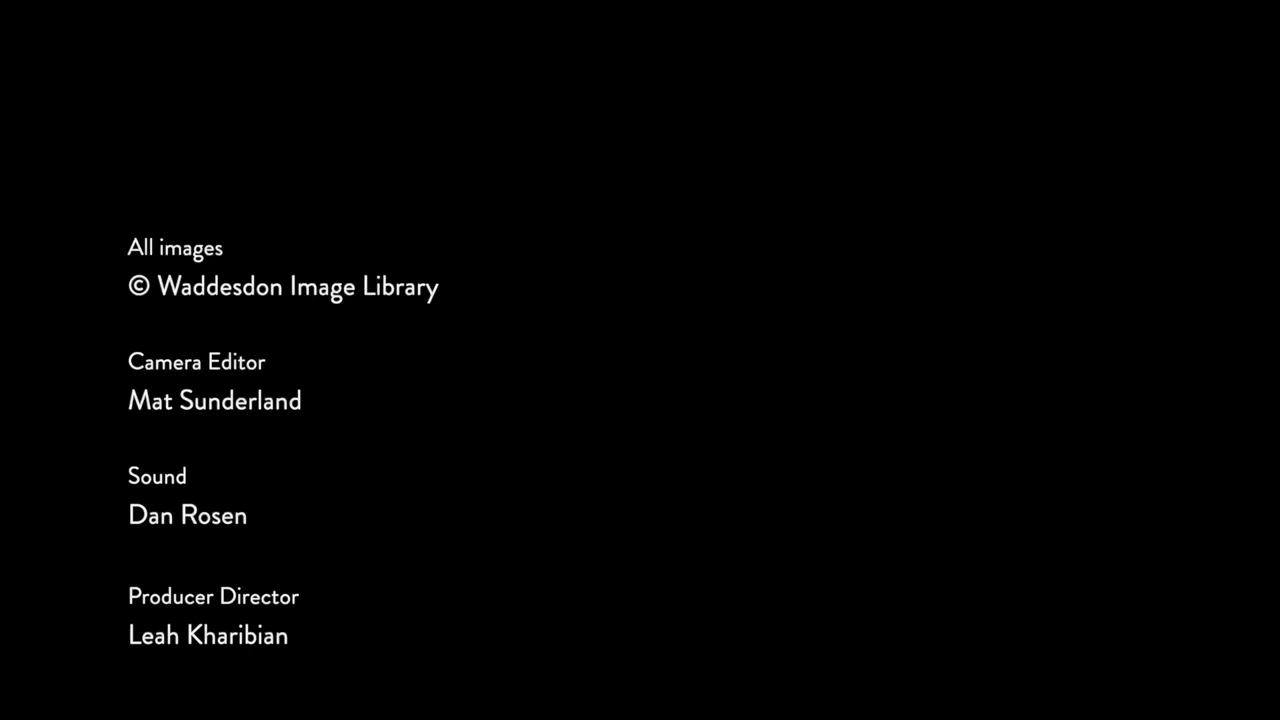 All images
© Waddesdon Image Library
Camera Editor
Mat Sunderland
Sound
Dan Rosen
Producer Director
Leah Kharibian